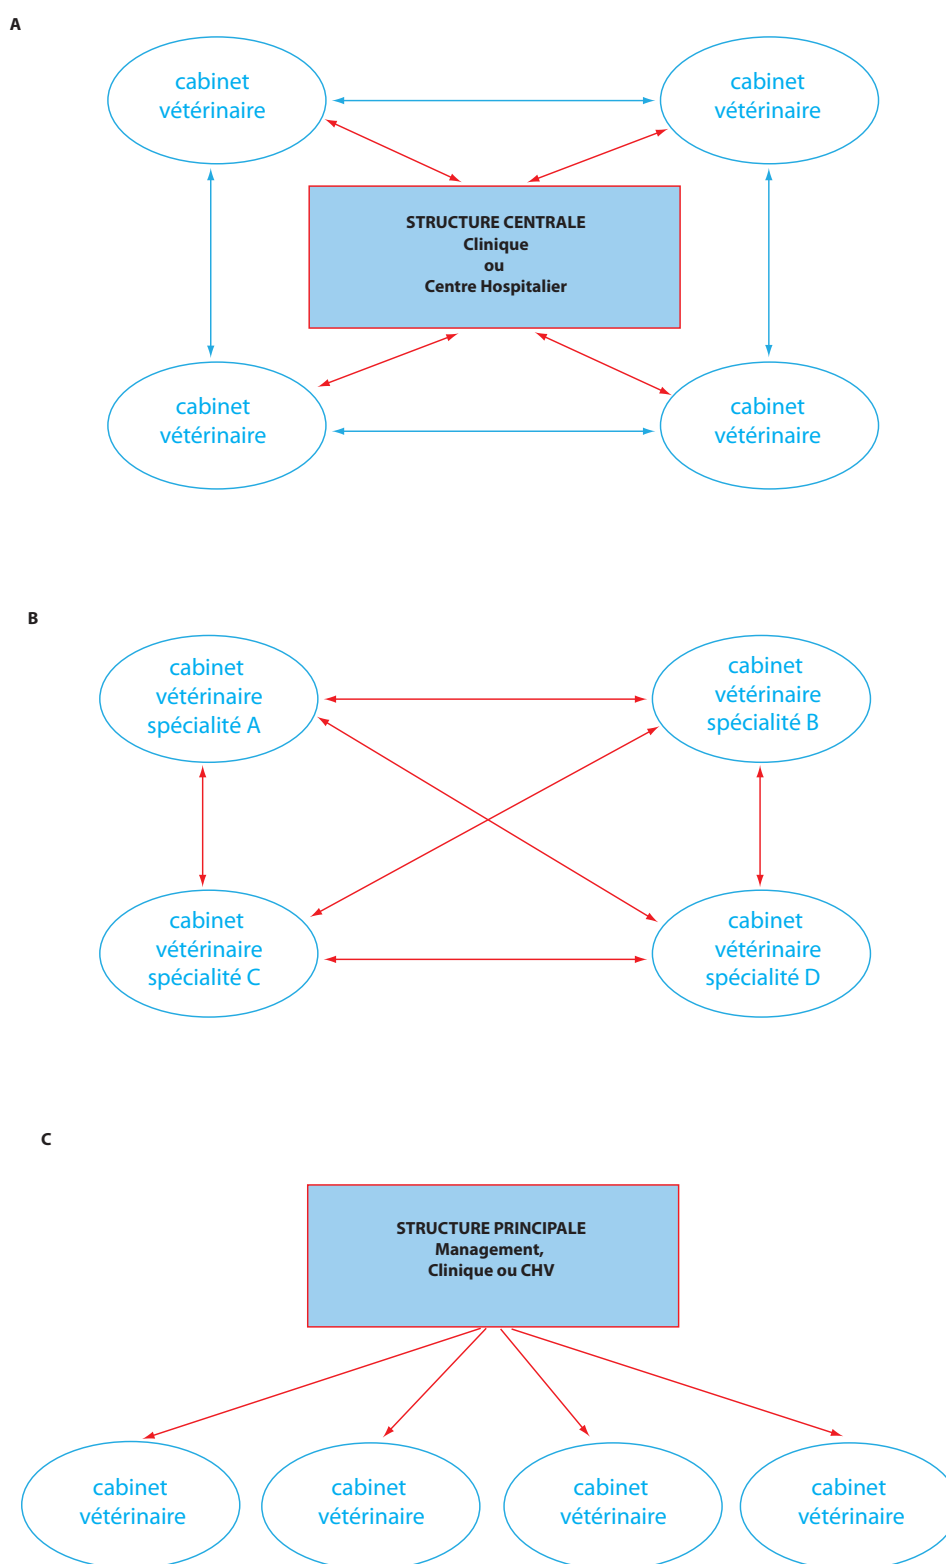 A
cabinet
vétérinaire
cabinet
vétérinaire
STRUCTURE CENTRALE
Clinique
ou
Centre Hospitalier
cabinet
vétérinaire
cabinet
vétérinaire
B
cabinet
vétérinaire
spécialité A
cabinet
vétérinaire
spécialité B
cabinet
vétérinaire
spécialité C
cabinet
vétérinaire
spécialité D
C
STRUCTURE PRINCIPALE
Management,
Clinique ou CHV
cabinet
vétérinaire
cabinet
vétérinaire
cabinet
vétérinaire
cabinet
vétérinaire